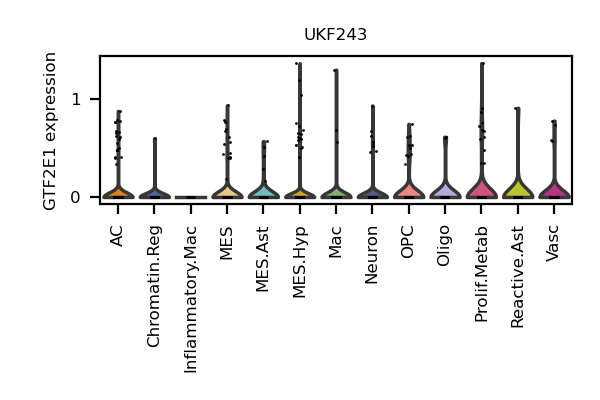 UKF243
GTF2E1 expression
1
0
AC
Chromatin.Reg
Inflammatory.Mac
MES
MES.Ast
MES.Hyp
Mac
Neuron
OPC
Oligo
Prolif.Metab
Reactive.Ast
Vasc